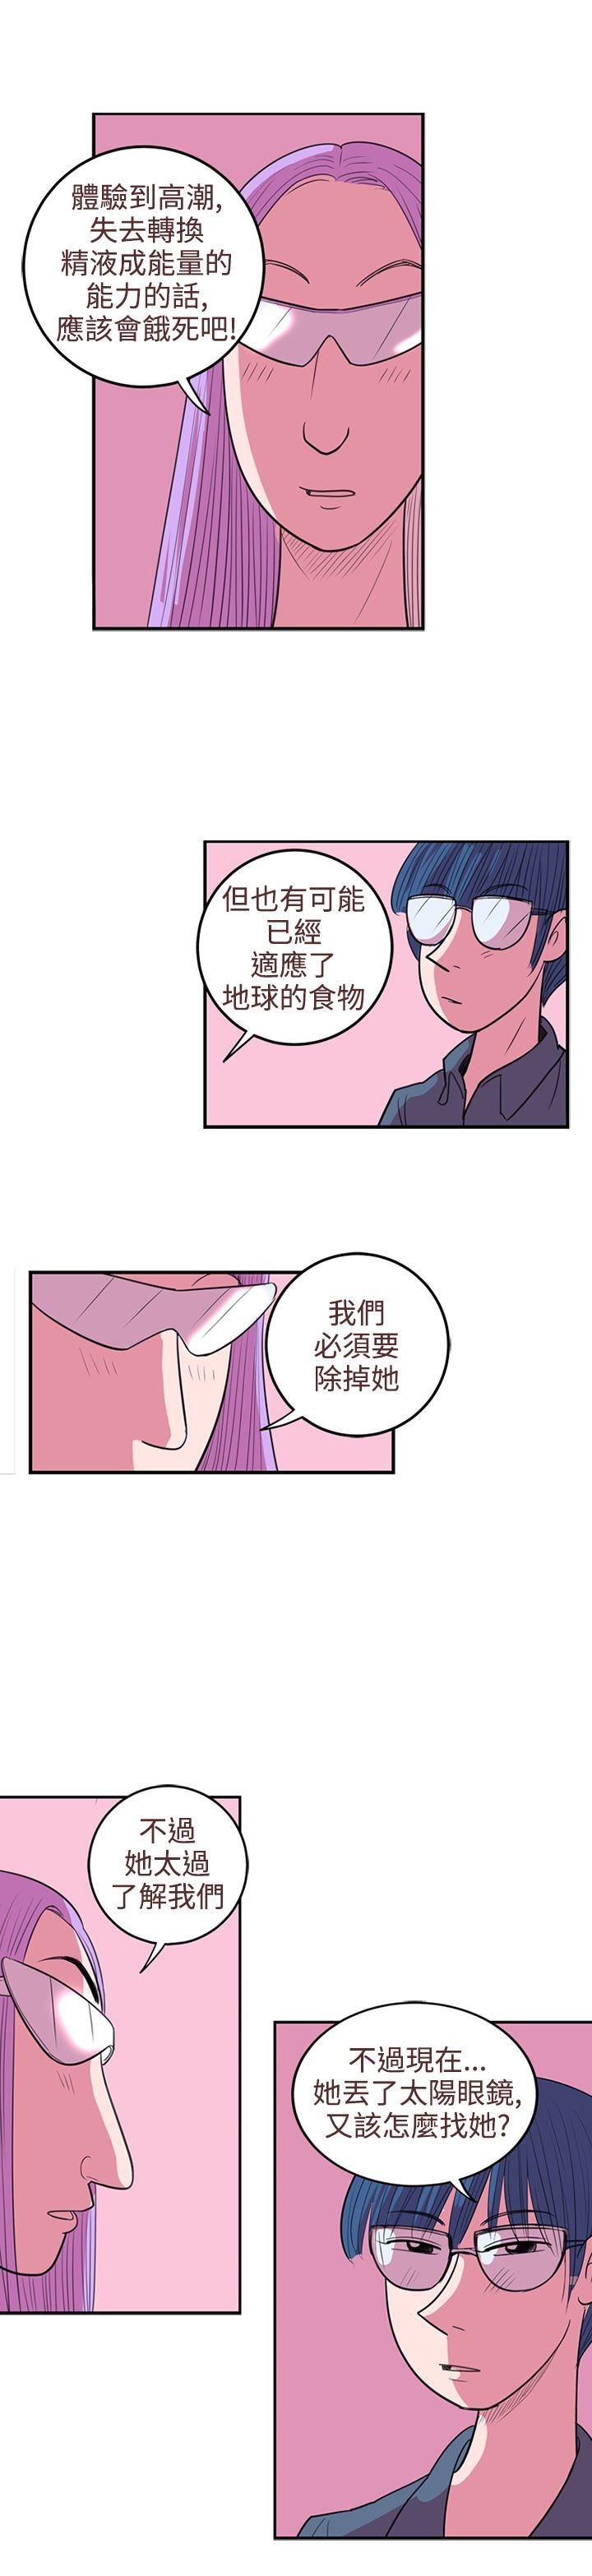 體驗到高潮,
失去轉換
精液成能量的
能力的話,
應該會餓死吧!
但也有可能
已經
適應了
地球的食物
我們
必須要
除掉她
不過
她太過
了解我們
不過現在...
她丟了太陽眼鏡,
又該怎麼找她?